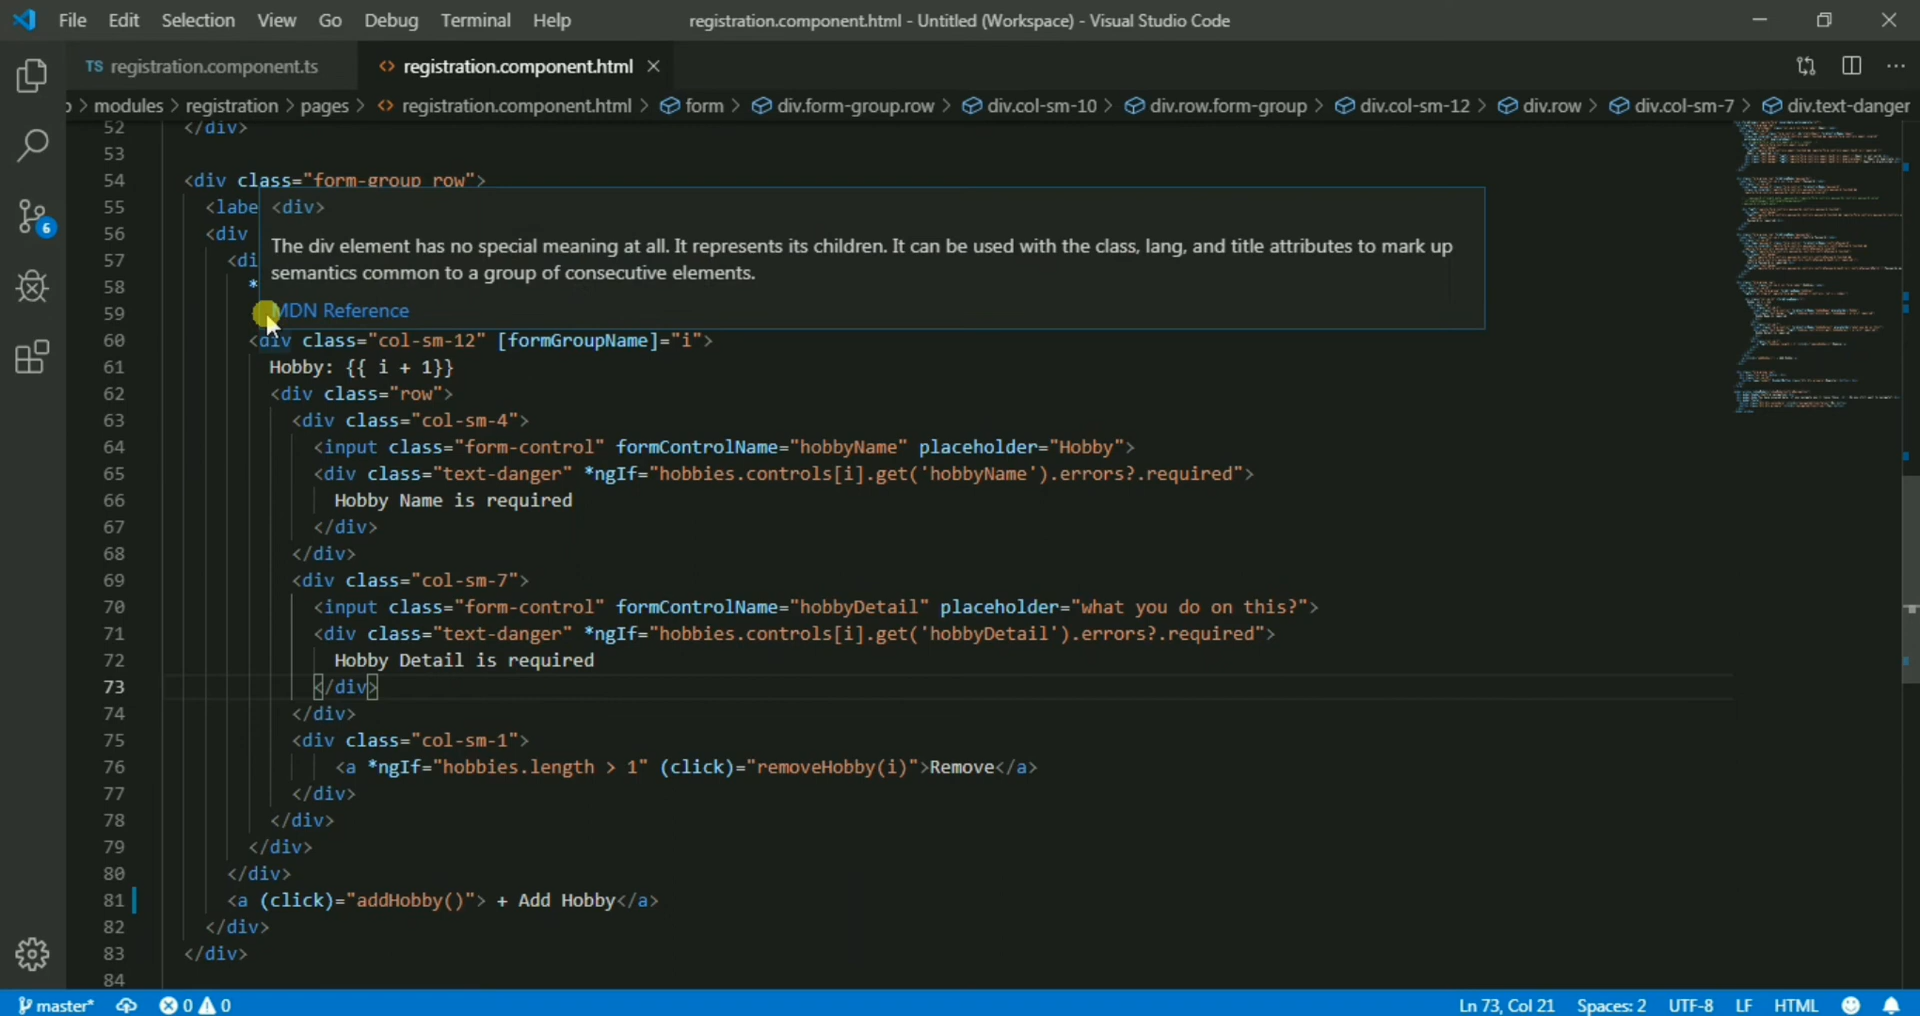 File Edit Selection View Go Debug Terminal Help registration.component.html - Untitled (Workspace) - Visual Studio Code
TS registration.component.ts <> registration.component.html
> modules > registration > pages > <> registration.component.html > form > div.form-group.row > div.col-sm-10 > div.row.form-group > div.col-sm-12 > div.row > div.col-sm-7 > div.text-danger
52 </div>
53
54 <div class="form-group row">
55 <labe
56 <div
57 <di
58 *
59
<div>
The div element has no special meaning at all. It represents its children. It can be used with the class, lang, and title attributes to mark up
semantics common to a group of consecutive elements.
MDN Reference
60 <div class="col-sm-12" [formGroupName]="i">
61 Hobby: {{ i + 1}}
62 <div class="row">
63 <div class="col-sm-4">
64 <input class="form-control" formControlName="hobbyName" placeholder="Hobby">
65 <div class="text-danger" *ngIf="hobbies.controls[i].get('hobbyName').errors?.required">
66 Hobby Name is required
67 </div>
68 </div>
69 <div class="col-sm-7">
70 <input class="form-control" formControlName="hobbyDetail" placeholder="what you do on this?">
71 <div class="text-danger" *ngIf="hobbies.controls[i].get('hobbyDetail').errors?.required">
72 Hobby Detail is required
73 </div>
74 </div>
75 <div class="col-sm-1">
76 <a *ngIf="hobbies.length > 1" (click)="removeHobby(i)">Remove</a>
77 </div>
78 </div>
79 </div>
80 </div>
81 <a (click)="addHobby()"> + Add Hobby</a>
82 </div>
83 </div>
84
6
master* 0 0 Ln 73, Col 21 Spaces: 2 UTF-8 LF HTML